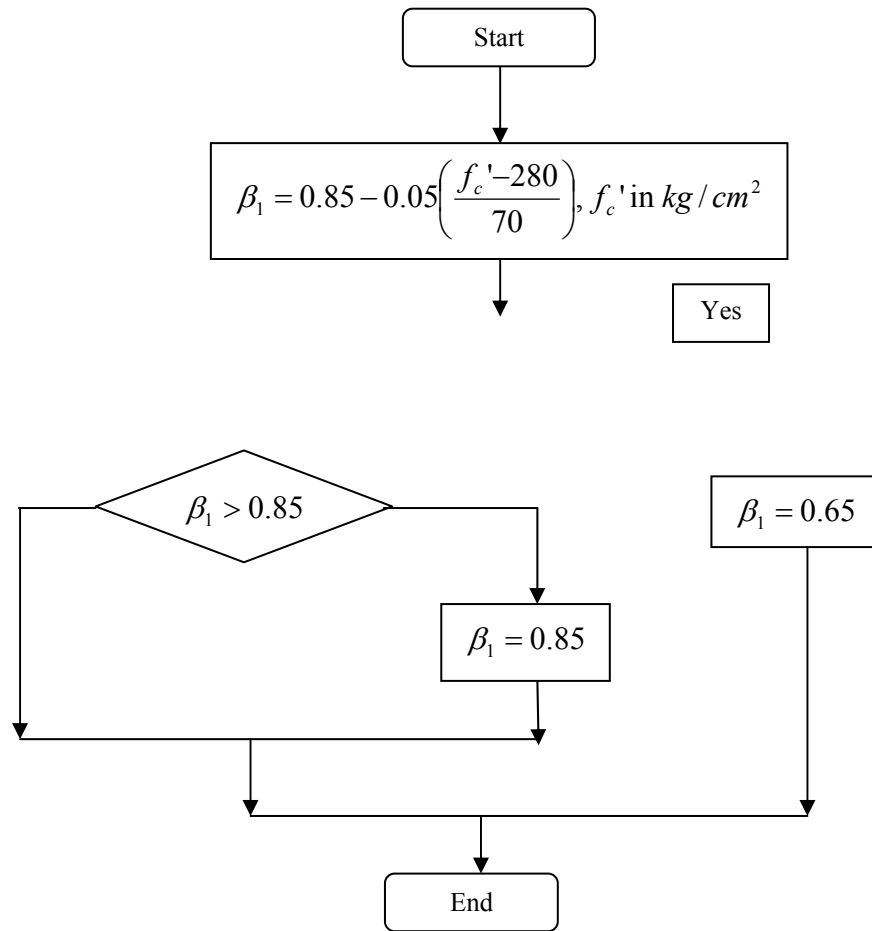 Start
β₁ = 0.85 − 0.05((f_c'−280)/70), f_c' in kg / cm²
Yes
β₁ > 0.85
β₁ = 0.65
β₁ = 0.85
End